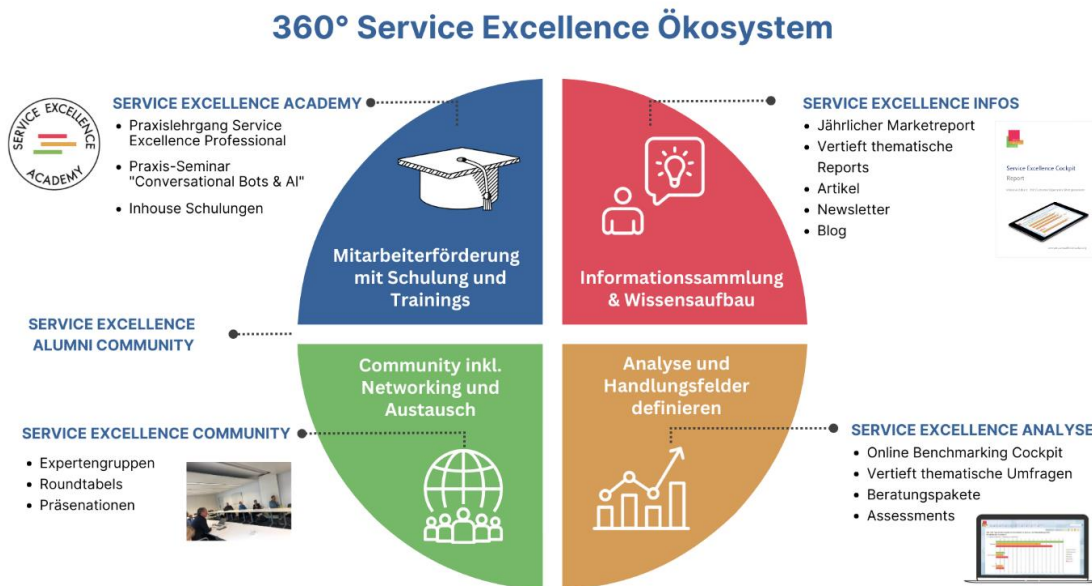 360° Service Excellence Ökosystem
SERVICE EXCELLENCE
ACADEMY
SERVICE EXCELLENCE ACADEMY
Praxislehrgang Service
Excellence Professional
Praxis-Seminar
"Conversational Bots & AI"
Inhouse Schulungen
Mitarbeiterförderung
mit Schulung und
Trainings
Informationssammlung
& Wissensaufbau
SERVICE EXCELLENCE INFOS
Jährlicher Marketreport
Vertieft thematische
Reports
Artikel
Newsletter
Blog
Service Excellence Cockpit
Report
SERVICE EXCELLENCE
ALUMNI COMMUNITY
Community inkl.
Networking und
Austausch
Analyse und
Handlungsfelder
definieren
SERVICE EXCELLENCE COMMUNITY
Expertengruppen
Roundtabels
Präsenationen
SERVICE EXCELLENCE ANALYSE
Online Benchmarking Cockpit
Vertieft thematische Umfragen
Beratungspakete
Assessments